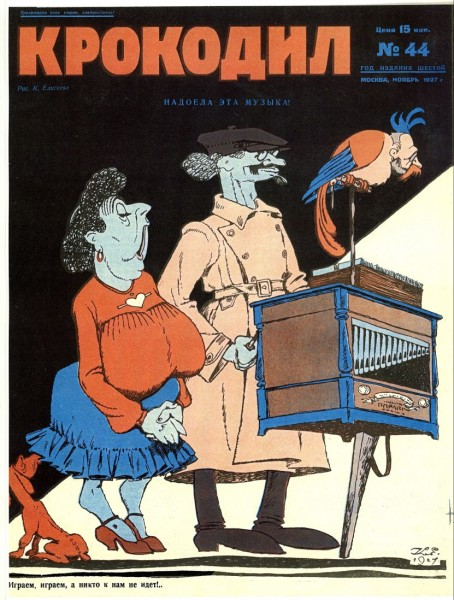 Пролетарии всех стран, соединяйтесь!
КРОКОДИЛ
Цена 15 коп.
№ 44
ГОД ИЗДАНИЯ ШЕСТОЙ
МОСКВА, НОЯБРЬ 1927 г.
Рис. К. Елисеева
НАДОЕЛА ЭТА МУЗЫКА!
К.Е.
1927
Играем, играем, а никто к нам не идет!..